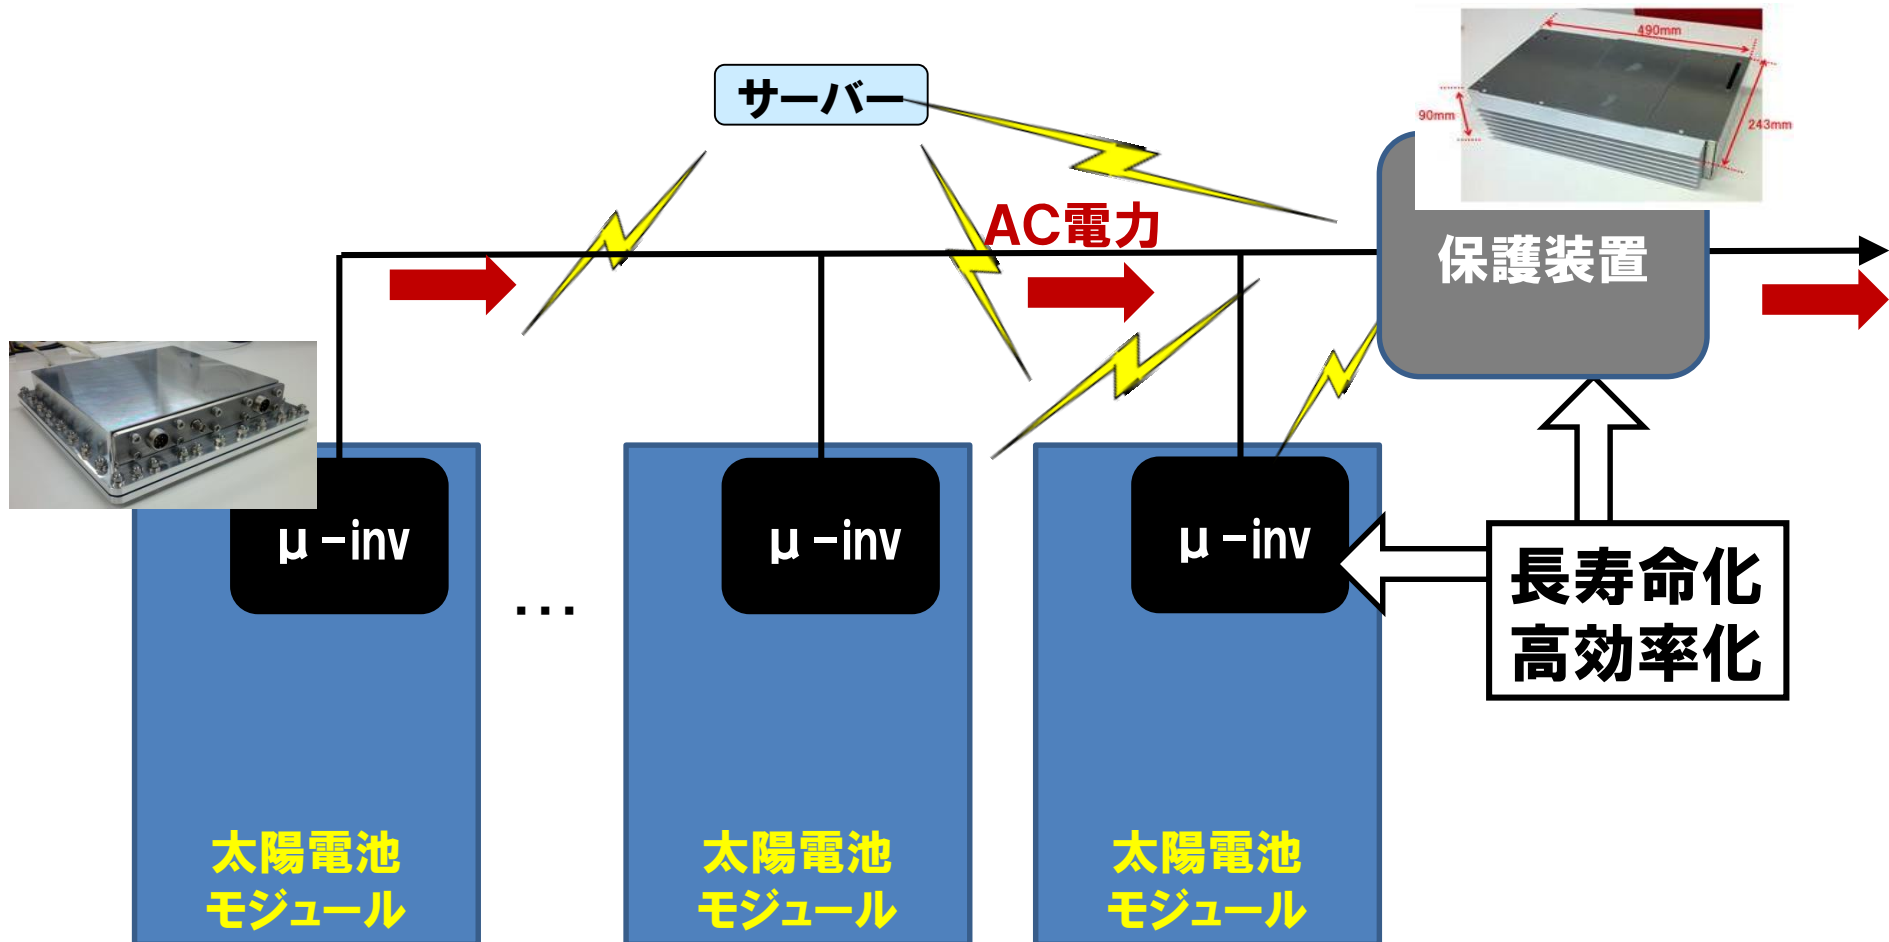 490mm
90mm
243mm
サーバー
AC電力
保護装置
μ-inv
μ-inv
μ-inv
...
長寿命化
高効率化
太陽電池
モジュール
太陽電池
モジュール
太陽電池
モジュール